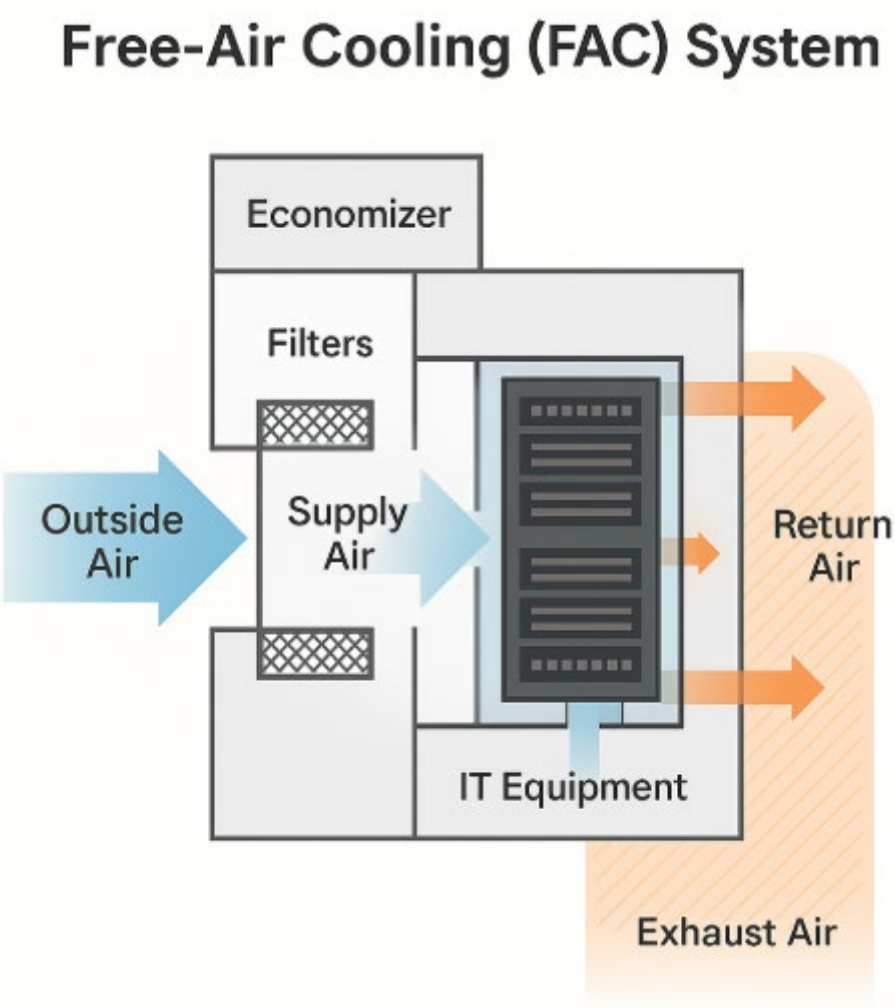 Free-Air Cooling (FAC) System
Economizer
Filters
Outside
Air
Supply
Air
Return
Air
IT Equipment
Exhaust Air